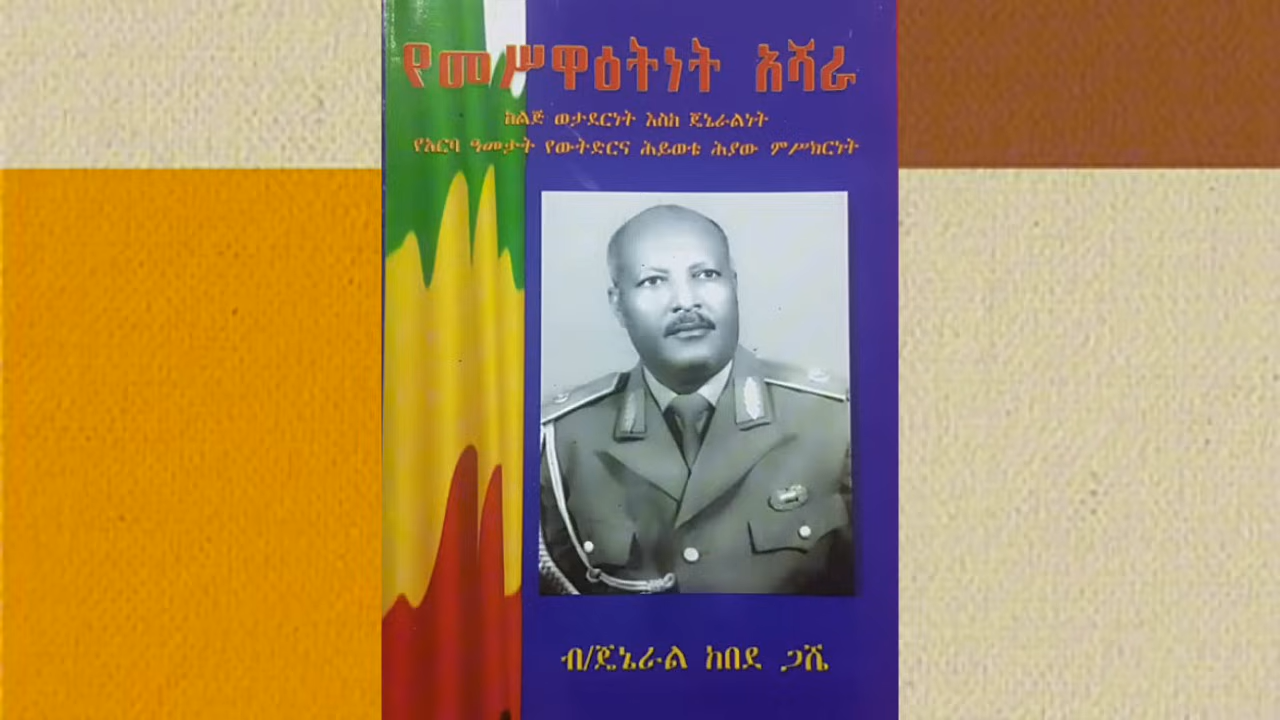 የመሥዋዕትነት አሻራ
ከልጅ ወታደርነት እስከ ጄኔራልነት
የአርባ ዓመታት የውትድርና ሕይወቴ ሕያው ምሥክርነት
ብ/ጄኔራል ከበደ ጋሼ